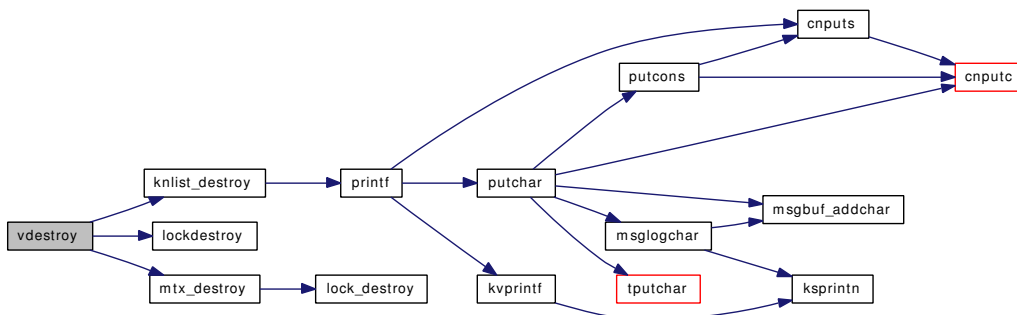 cnputs
putcons
cnputc
knlist_destroy
printf
putchar
msgbuf_addchar
vdestroy
lockdestroy
msglogchar
mtx_destroy
lock_destroy
kvprintf
tputchar
ksprintn